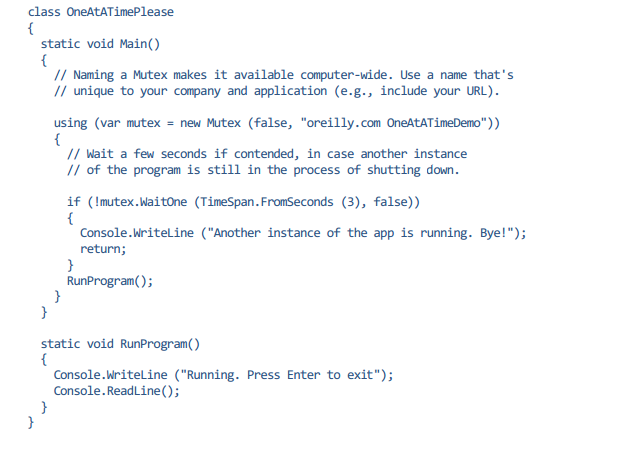 class OneAtATimePlease
{
static void Main()
{
// Naming a Mutex makes it available computer-wide. Use a name that's
// unique to your company and application (e.g., include your URL).
using (var mutex = new Mutex (false, "oreilly.com OneAtATimeDemo"))
{
// Wait a few seconds if contended, in case another instance
// of the program is still in the process of shutting down.
if (!mutex.WaitOne (TimeSpan.FromSeconds (3), false))
{
Console.WriteLine ("Another instance of the app is running. Bye!");
return;
}
RunProgram();
}
}
static void RunProgram()
{
Console.WriteLine ("Running. Press Enter to exit");
Console.ReadLine();
}
}